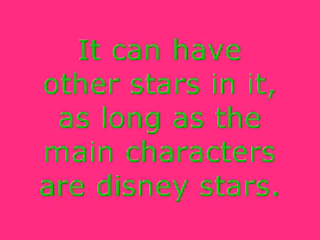 It can have
other stars in it,
as long as the
main characters
are disney stars.